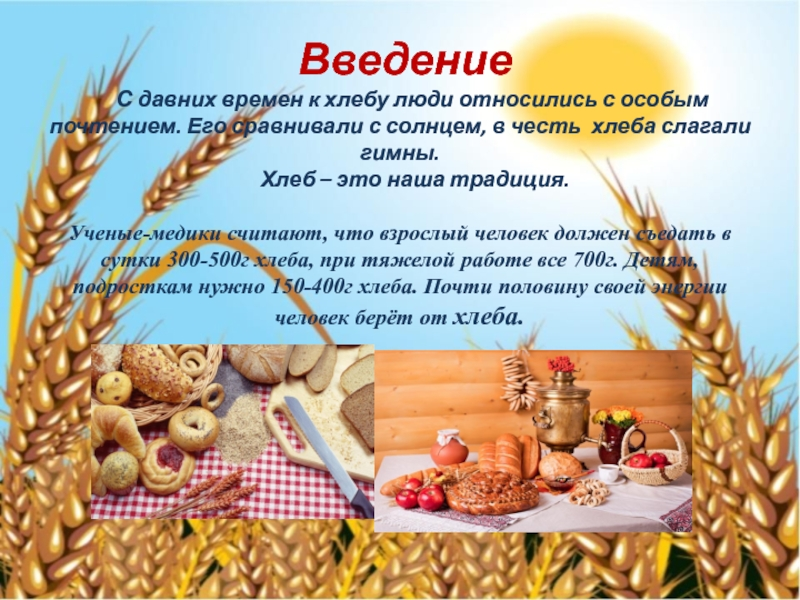 Введение
С давних времен к хлебу люди относились с особым
почтением. Его сравнивали с солнцем, в честь хлеба слагали
гимны.
Хлеб – это наша традиция.
Ученые-медики считают, что взрослый человек должен съедать в
сутки 300-500г хлеба, при тяжелой работе все 700г. Детям,
подросткам нужно 150-400г хлеба. Почти половину своей энергии
человек берёт от хлеба.